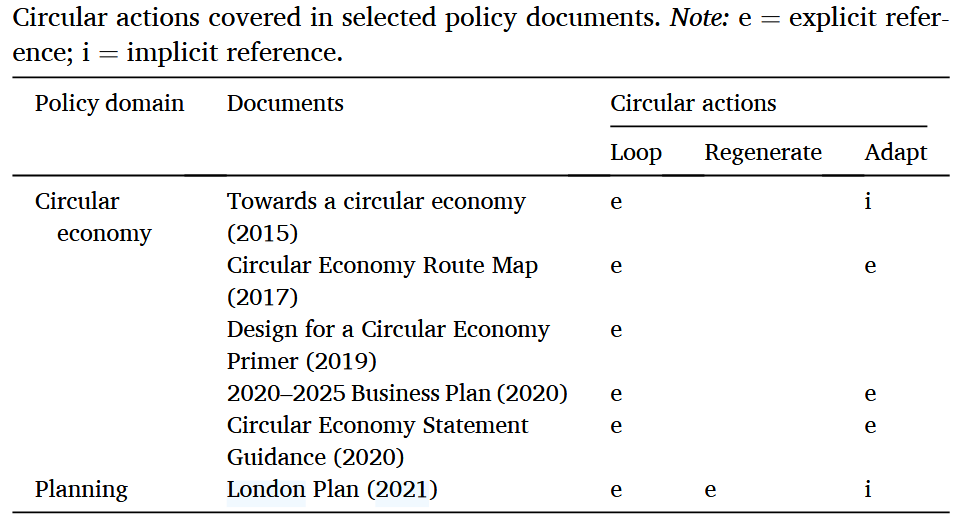 Circular actions covered in selected policy documents. Note: e = explicit refer-
ence; i = implicit reference.
Policy domain Documents Circular actions
Loop Regenerate Adapt
Circular Towards a circular economy e i
economy (2015)
Circular Economy Route Map e e
(2017)
Design for a Circular Economy e
Primer (2019)
2020–2025 Business Plan (2020) e e
Circular Economy Statement e e
Guidance (2020)
Planning London Plan (2021) e e i